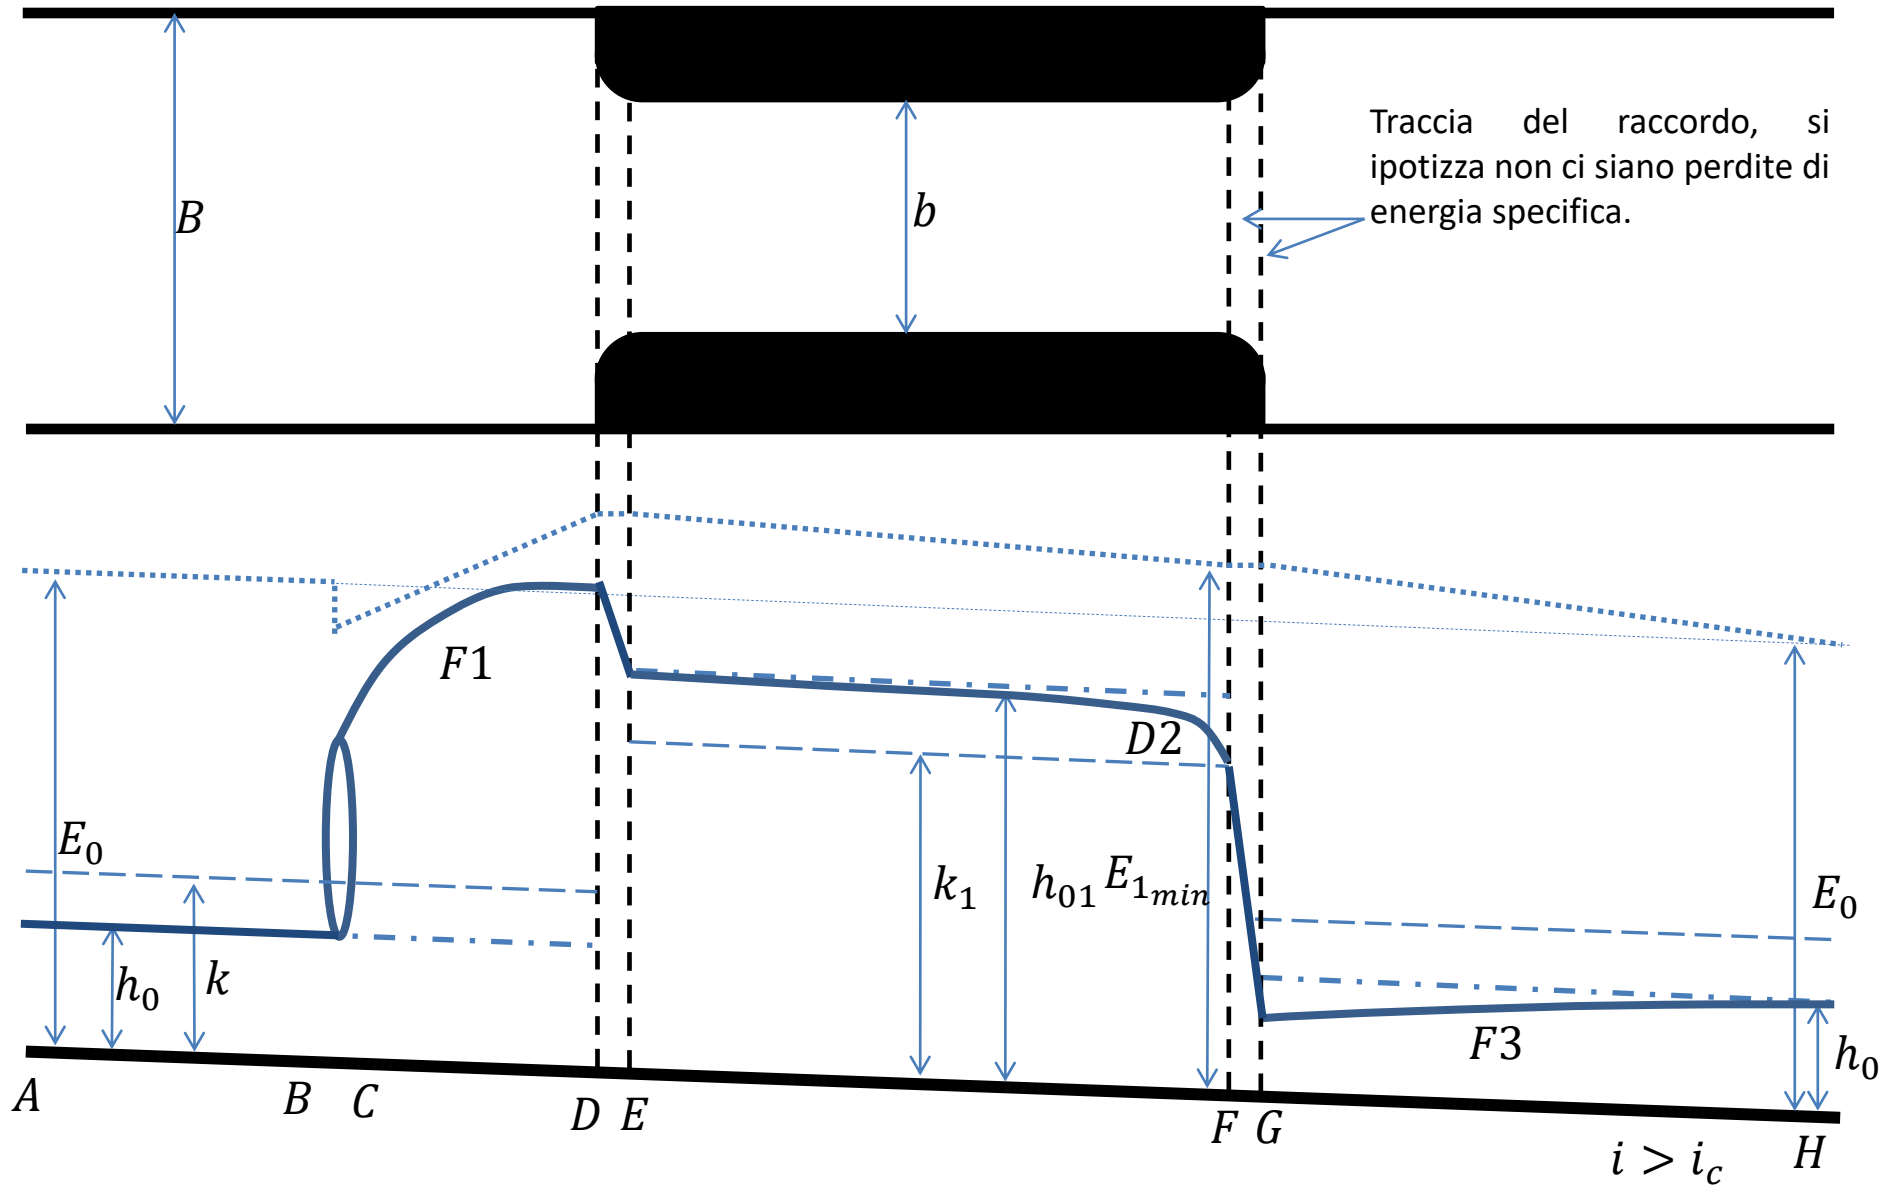 Traccia del raccordo, si
ipotizza non ci siano perdite di
energia specifica.
B
b
F1
D2
E₀
k₁
h₀₁
E₁ₘᵢₙ
E₀
h₀
k
F3
h₀
A
B
C
D
E
F
G
H
i > i_c